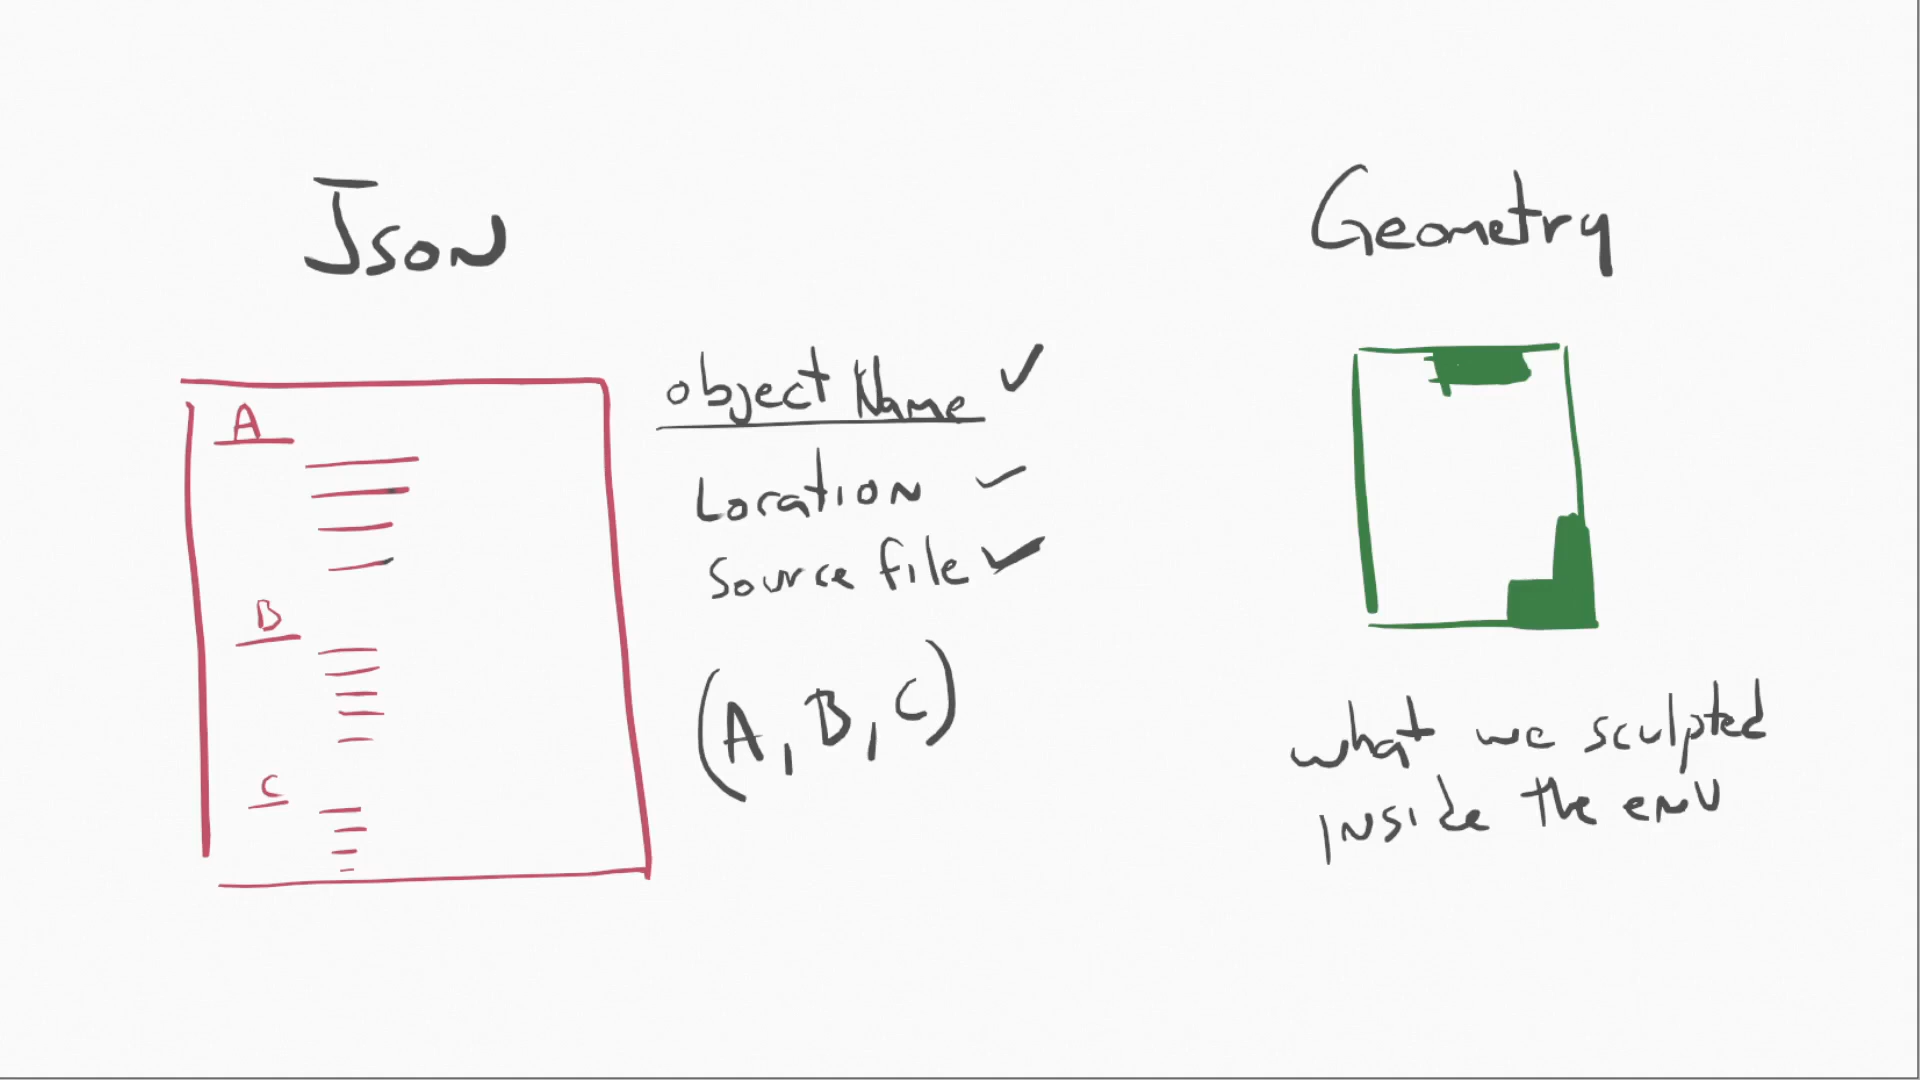 Json
A
B
C
object Name ✓
Location ✓
Source file ✓
(A, B, C)
Geometry
what we sculpted
inside the env